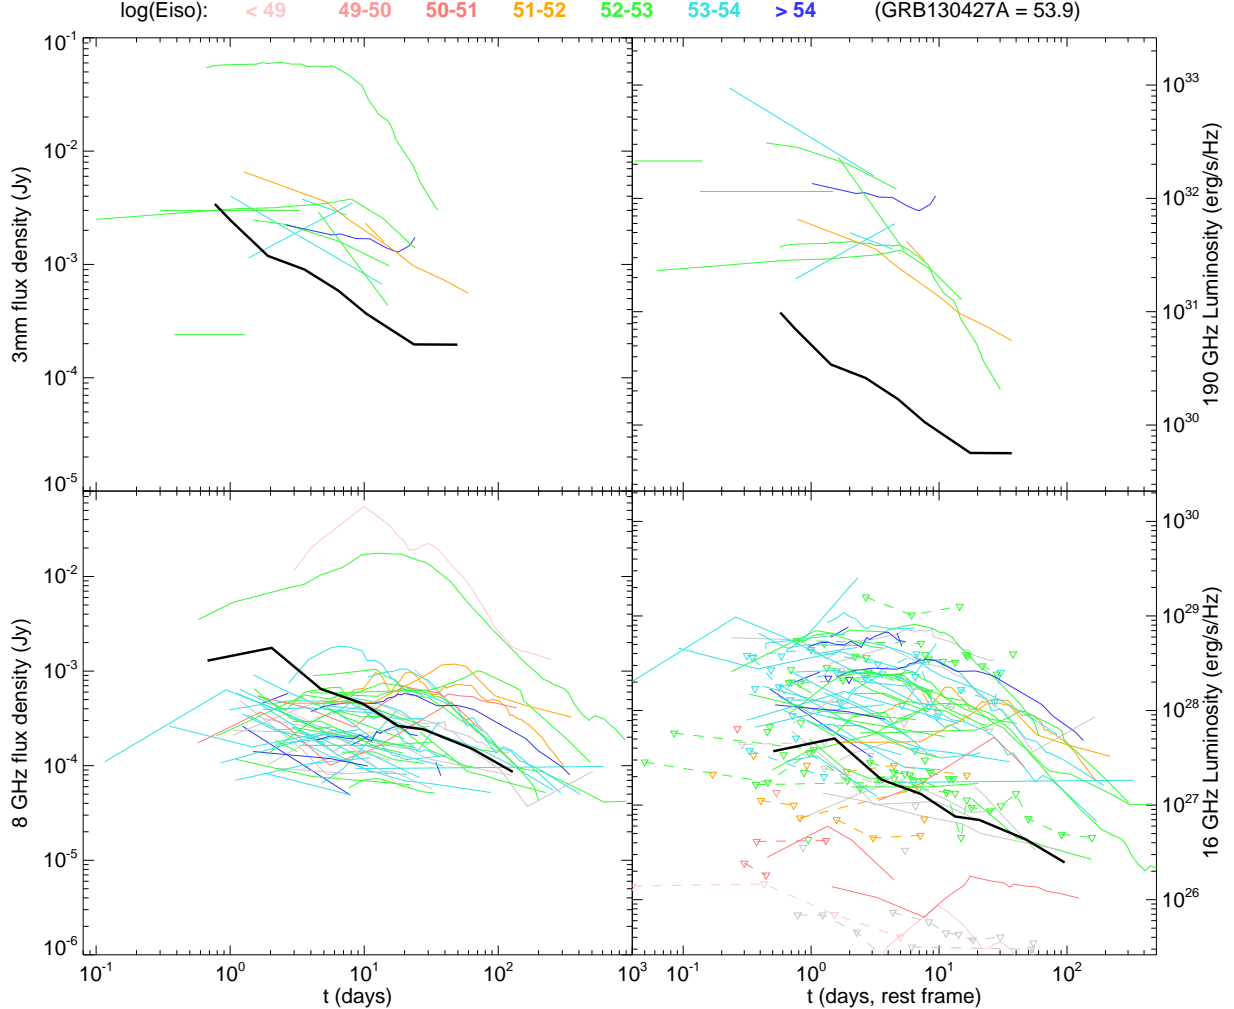 log(Eiso): < 49 49-50 50-51 51-52 52-53 53-54 > 54 (GRB130427A = 53.9)
3mm flux density (Jy)
10^-1
10^-2
10^-3
10^-4
10^-5
190 GHz Luminosity (erg/s/Hz)
10^33
10^32
10^31
10^30
8 GHz flux density (Jy)
10^-2
10^-3
10^-4
10^-5
10^-6
16 GHz Luminosity (erg/s/Hz)
10^30
10^29
10^28
10^27
10^26
10^-1 10^0 10^1 10^2 10^3
t (days)
10^-1 10^0 10^1 10^2
t (days, rest frame)